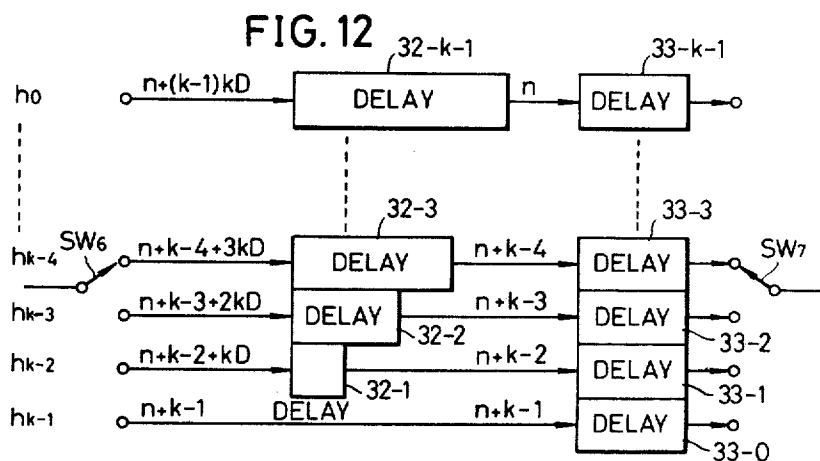 FIG. 12
32-k-1
33-k-1
h0
n+(k-1)kD
DELAY
n
DELAY
32-3
33-3
hk-4
SW6
n+k-4+3kD
DELAY
n+k-4
DELAY
SW7
hk-3
n+k-3+2kD
DELAY
n+k-3
DELAY
32-2
33-2
hk-2
n+k-2+kD
n+k-2
DELAY
32-1
33-1
hk-1
n+k-1
DELAY
n+k-1
DELAY
33-0